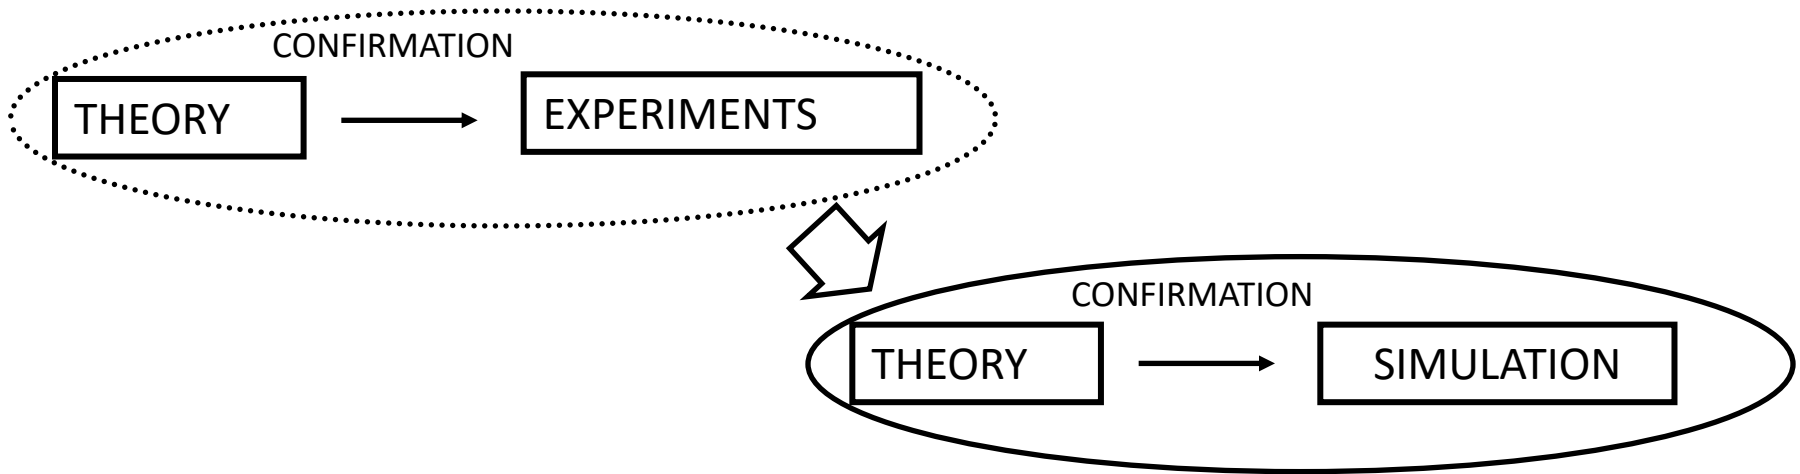 CONFIRMATION
THEORY
EXPERIMENTS
CONFIRMATION
THEORY
SIMULATION